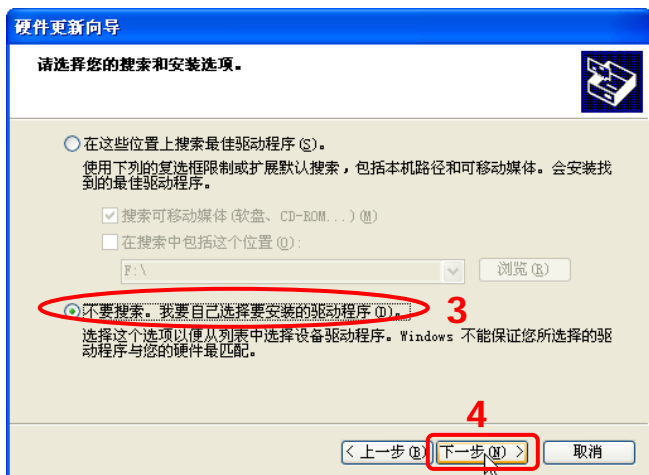 硬件更新向导
请选择您的搜索和安装选项。
在这些位置上搜索最佳驱动程序(S)。
使用下列的复选框限制或扩展默认搜索，包括本机路径和可移动媒体。会安装找
到的最佳驱动程序。
搜索可移动媒体(软盘、CD-ROM...)(M)
在搜索中包括这个位置(O):
F:\
浏览(R)
不要搜索。我要自己选择要安装的驱动程序(D)。
3
选择这个选项以便从列表中选择设备驱动程序。Windows 不能保证您所选择的驱
动程序与您的硬件最匹配。
4
< 上一步(B)
下一步(N) >
取消